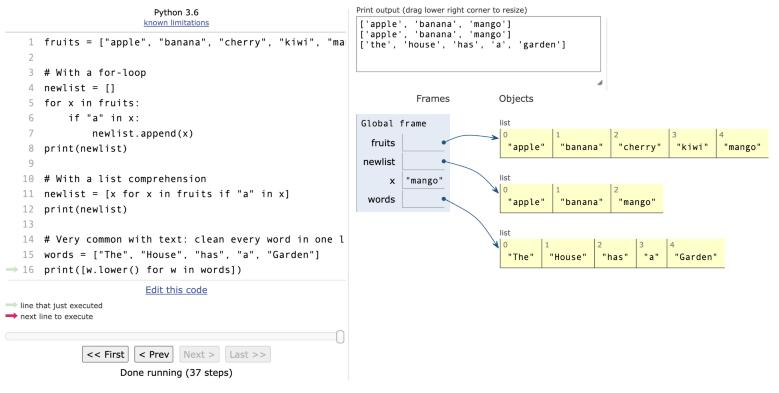 Python 3.6
known limitations
1 fruits = ["apple", "banana", "cherry", "kiwi", "ma
2
3 # With a for-loop
4 newlist = []
5 for x in fruits:
6     if "a" in x:
7         newlist.append(x)
8 print(newlist)
9
10 # With a list comprehension
11 newlist = [x for x in fruits if "a" in x]
12 print(newlist)
13
14 # Very common with text: clean every word in one l
15 words = ["The", "House", "has", "a", "Garden"]
16 print([w.lower() for w in words])
Edit this code
line that just executed
next line to execute
<< First < Prev Next > Last >>
Done running (37 steps)
Print output (drag lower right corner to resize)
['apple', 'banana', 'mango']
['apple', 'banana', 'mango']
['the', 'house', 'has', 'a', 'garden']
Frames Objects
Global frame
fruits
newlist
x "mango"
words
list
0 1 2 3 4
"apple" "banana" "cherry" "kiwi" "mango"
list
0 1 2
"apple" "banana" "mango"
list
0 1 2 3 4
"The" "House" "has" "a" "Garden"